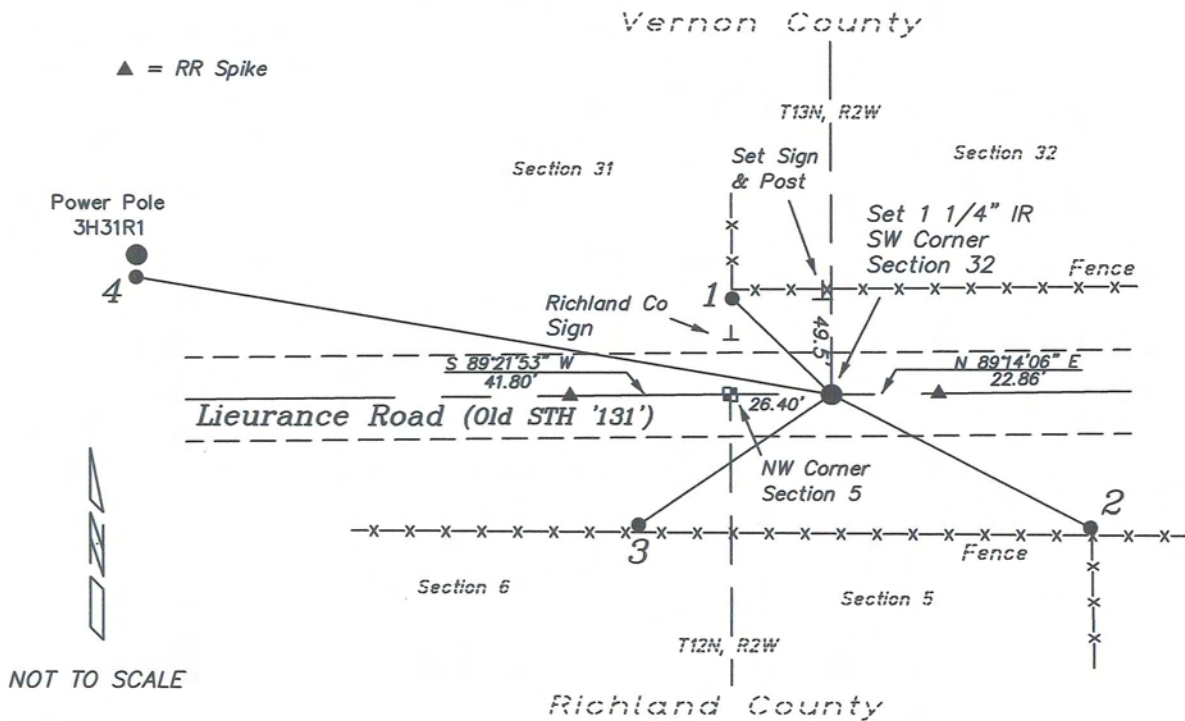 Vernon County
▲ = RR Spike
T13N, R2W
Section 31
Set Sign
& Post
Section 32
Power Pole
3H31R1
Set 1 1/4" IR
SW Corner
Section 32
Fence
4
1
Richland Co
Sign
49.5'
S 89°21'53" W
41.80'
N 89°14'06" E
22.86'
26.40'
Lieurance Road (Old STH '131')
NW Corner
Section 5
2
3
Fence
N
Section 6
Section 5
T12N, R2W
NOT TO SCALE
Richland County